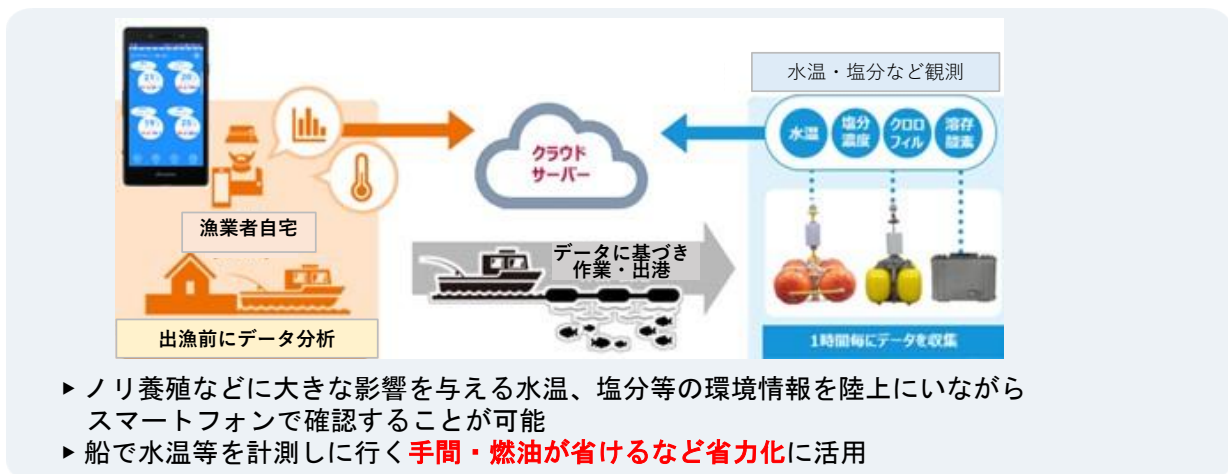 水温・塩分など観測
水温
塩分
濃度
クロロ
フィル
溶存
酸素
クラウド
サーバー
漁業者自宅
データに基づき
作業・出港
出漁前にデータ分析
1時間毎にデータを収集
▶ ノリ養殖などに大きな影響を与える水温、塩分等の環境情報を陸上にいながら
スマートフォンで確認することが可能
▶ 船で水温等を計測しに行く手間・燃油が省けるなど省力化に活用